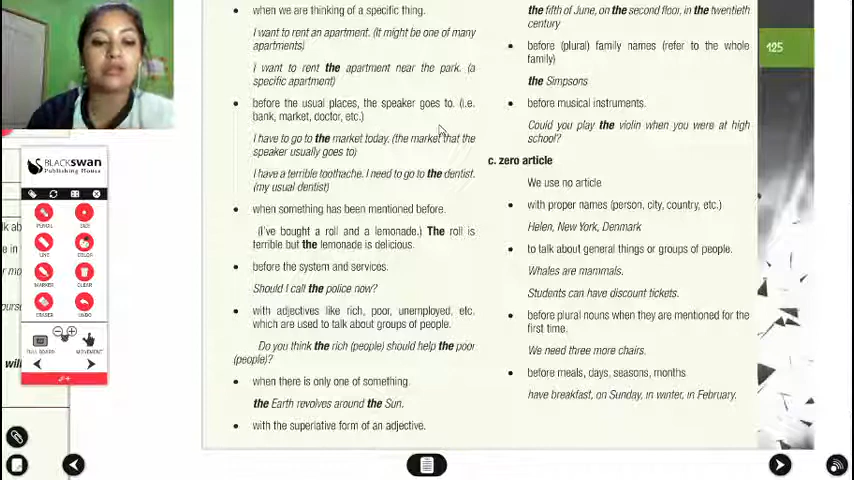 when we are thinking of a specific thing.
I want to rent an apartment. (It might be one of many
apartments)
I want to rent the apartment near the park. (a
specific apartment)
before the usual places, the speaker goes to. (i.e.
bank, market, doctor, etc.)
I have to go to the market today. (the market that the
speaker usually goes to)
I have a terrible toothache. I need to go to the dentist.
(my usual dentist)
when something has been mentioned before.
(I've bought a roll and a lemonade.) The roll is
terrible but the lemonade is delicious.
before the system and services.
Should I call the police now?
with adjectives like rich, poor, unemployed, etc.
which are used to talk about groups of people.
Do you think the rich (people) should help the poor
(people)?
when there is only one of something.
the Earth revolves around the Sun.
with the superlative form of an adjective.
the fifth of June, on the second floor, in the twentieth
century
before (plural) family names (refer to the whole
family)
the Simpsons
before musical instruments.
Could you play the violin when you were at high
school?
c. zero article
We use no article
with proper names (person, city, country, etc.)
Helen, New York, Denmark
to talk about general things or groups of people.
Whales are mammals.
Students can have discount tickets.
before plural nouns when they are mentioned for the
first time.
We need three more chairs.
before meals, days, seasons, months
have breakfast, on Sunday, in winter, in February.
125
BLACKswan
Publishing House
LINE
COLOR
MARKER
CLEAR
ERASER
UNDO
FULL BOARD
MOVEMENT